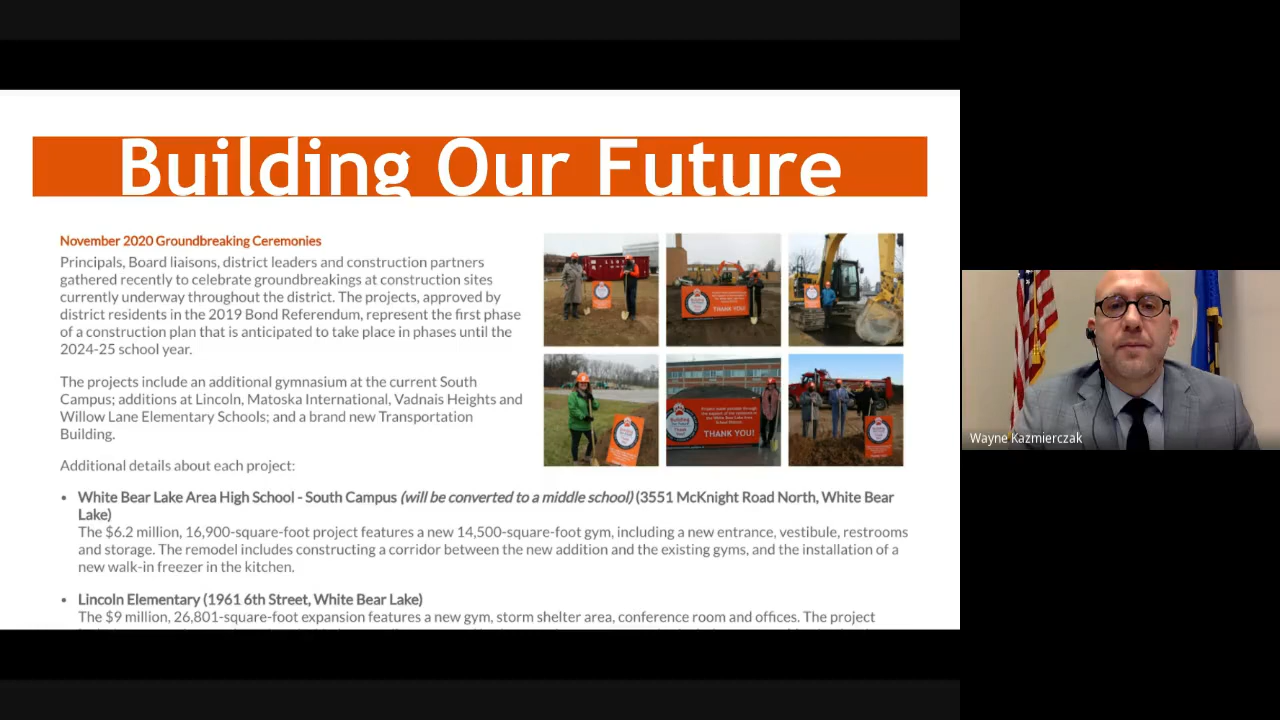 Building Our Future
November 2020 Groundbreaking Ceremonies
Principals, Board liaisons, district leaders and construction partners
gathered recently to celebrate groundbreakings at construction sites
currently underway throughout the district. The projects, approved by
district residents in the 2019 Bond Referendum, represent the first phase
of a construction plan that is anticipated to take place in phases until the
2024-25 school year.
The projects include an additional gymnasium at the current South
Campus; additions at Lincoln, Matoska International, Vadnais Heights and
Willow Lane Elementary Schools; and a brand new Transportation
Building.
Additional details about each project:
• White Bear Lake Area High School - South Campus (will be converted to a middle school) (3551 McKnight Road North, White Bear
Lake)
The $6.2 million, 16,900-square-foot project features a new 14,500-square-foot gym, including a new entrance, vestibule, restrooms
and storage. The remodel includes constructing a corridor between the new addition and the existing gyms, and the installation of a
new walk-in freezer in the kitchen.
• Lincoln Elementary (1961 6th Street, White Bear Lake)
The $9 million, 26,801-square-foot expansion features a new gym, storm shelter area, conference room and offices. The project
THANK YOU!
THANK YOU!
Wayne Kazmierczak